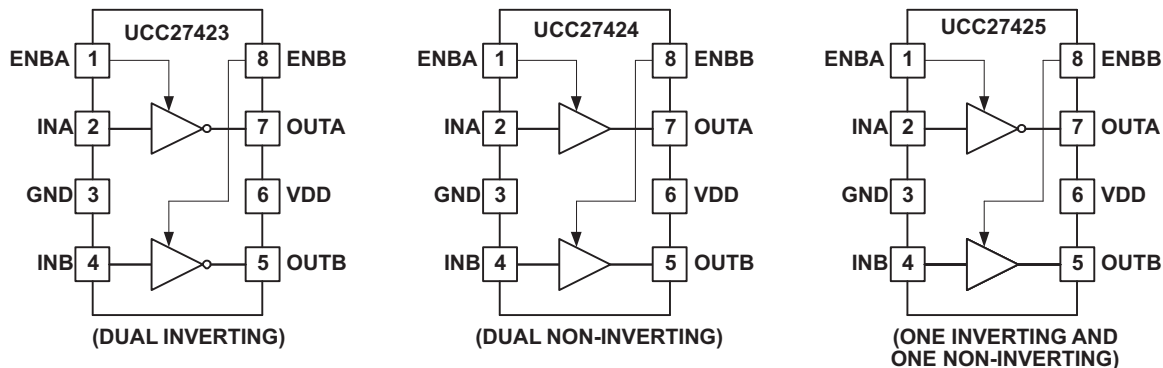 UCC27423
ENBA 1 8 ENBB
INA 2 7 OUTA
GND 3 6 VDD
INB 4 5 OUTB
(DUAL INVERTING)
UCC27424
ENBA 1 8 ENBB
INA 2 7 OUTA
GND 3 6 VDD
INB 4 5 OUTB
(DUAL NON-INVERTING)
UCC27425
ENBA 1 8 ENBB
INA 2 7 OUTA
GND 3 6 VDD
INB 4 5 OUTB
(ONE INVERTING AND
ONE NON-INVERTING)